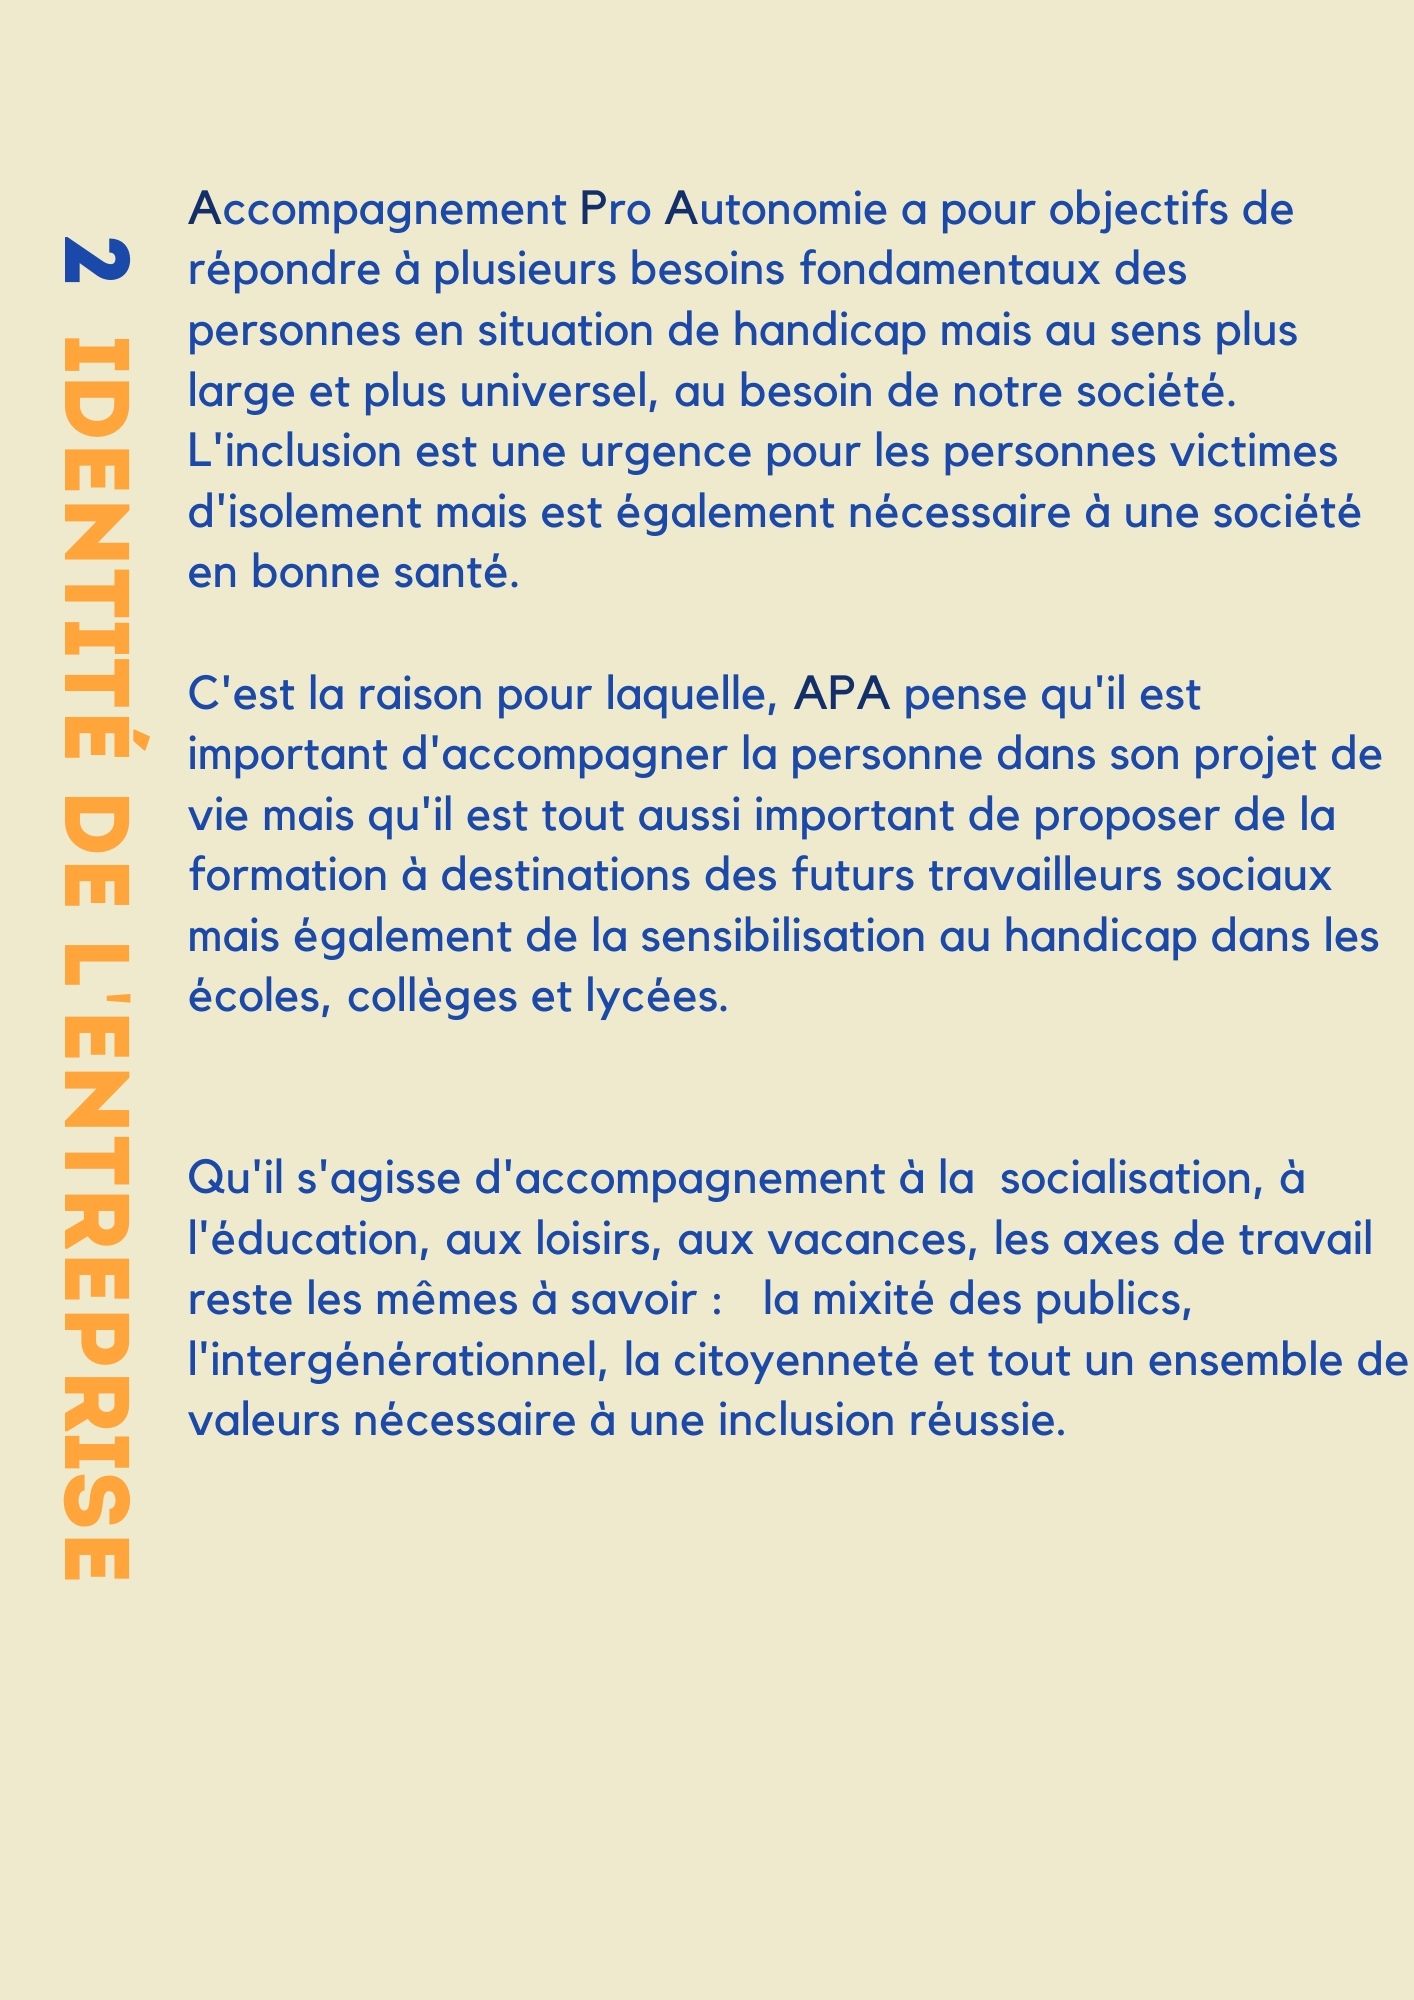 2 IDENTITÉ DE L'ENTREPRISE
Accompagnement Pro Autonomie a pour objectifs de
répondre à plusieurs besoins fondamentaux des
personnes en situation de handicap mais au sens plus
large et plus universel, au besoin de notre société.
L'inclusion est une urgence pour les personnes victimes
d'isolement mais est également nécessaire à une société
en bonne santé.
C'est la raison pour laquelle, APA pense qu'il est
important d'accompagner la personne dans son projet de
vie mais qu'il est tout aussi important de proposer de la
formation à destinations des futurs travailleurs sociaux
mais également de la sensibilisation au handicap dans les
écoles, collèges et lycées.
Qu'il s'agisse d'accompagnement à la  socialisation, à
l'éducation, aux loisirs, aux vacances, les axes de travail
reste les mêmes à savoir :   la mixité des publics,
l'intergénérationnel, la citoyenneté et tout un ensemble de
valeurs nécessaire à une inclusion réussie.